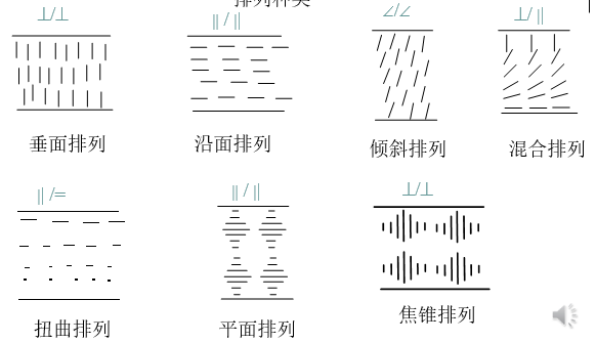 排列种类
⊥/⊥
∥/∥
∠/∠
⊥/∥
垂面排列
沿面排列
倾斜排列
混合排列
∥/=
∥/∥
⊥/⊥
扭曲排列
平面排列
焦锥排列